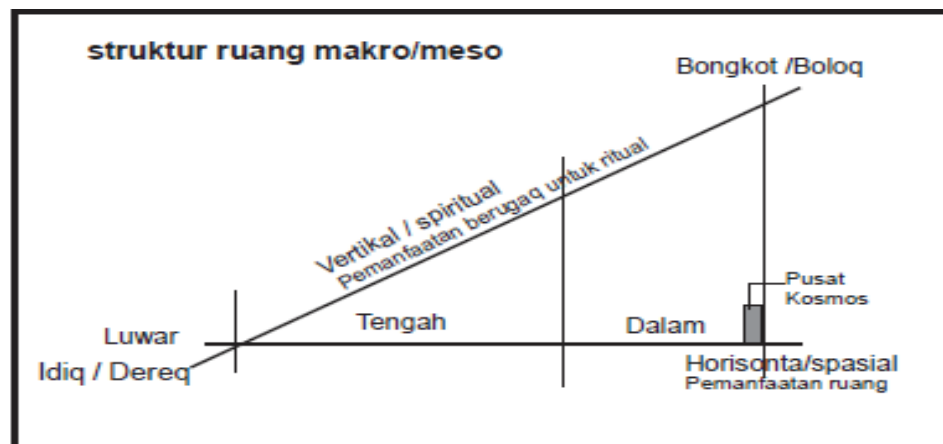 struktur ruang makro/meso
Bongkot /Boloq
Vertikal / spiritual
Pemanfaatan berugaq untuk ritual
Pusat
Kosmos
Luwar
Tengah
Dalam
Idiq / Dereq
Horisonta/spasial
Pemanfaatan ruang